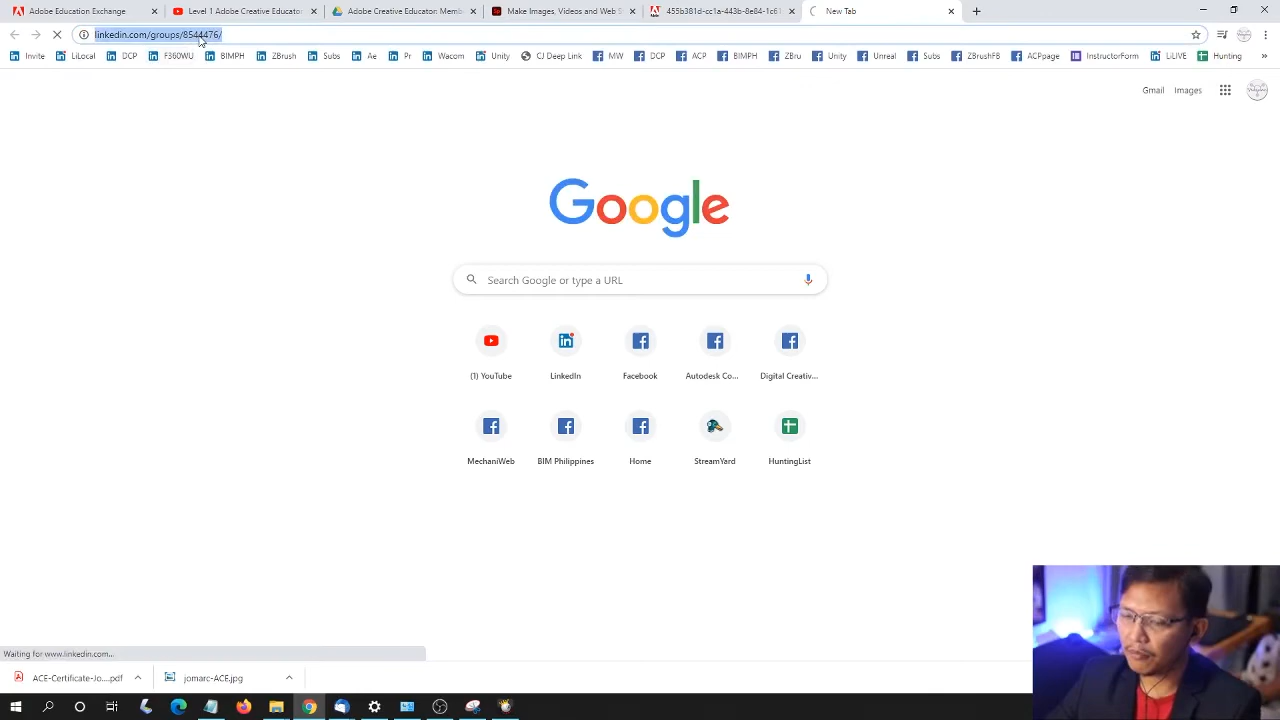 Adobe Education Exchange
Level 1 Adobe Creative Educator
Adobe Creative Educator Memb
Make Images, Videos and Web S
455b381d-cc1a-443b-8e84-1c61
New Tab
linkedin.com/groups/8544476/
Invite LiLocal DCP F360WU BIMPH ZBrush Subs Ae Pr Wacom Unity CJ Deep Link MW DCP ACP BIMPH ZBru Unity Unreal Subs ZBrushFB ACPpage InstructorForm LiLIVE Hunting »
Gmail Images
Google
Search Google or type a URL
(1) YouTube LinkedIn Facebook Autodesk Co... Digital Creativ...
MechaniWeb BIM Philippines Home StreamYard HuntingList
Waiting for www.linkedin.com...
ACE-Certificate-Jo....pdf jomarc-ACE.jpg